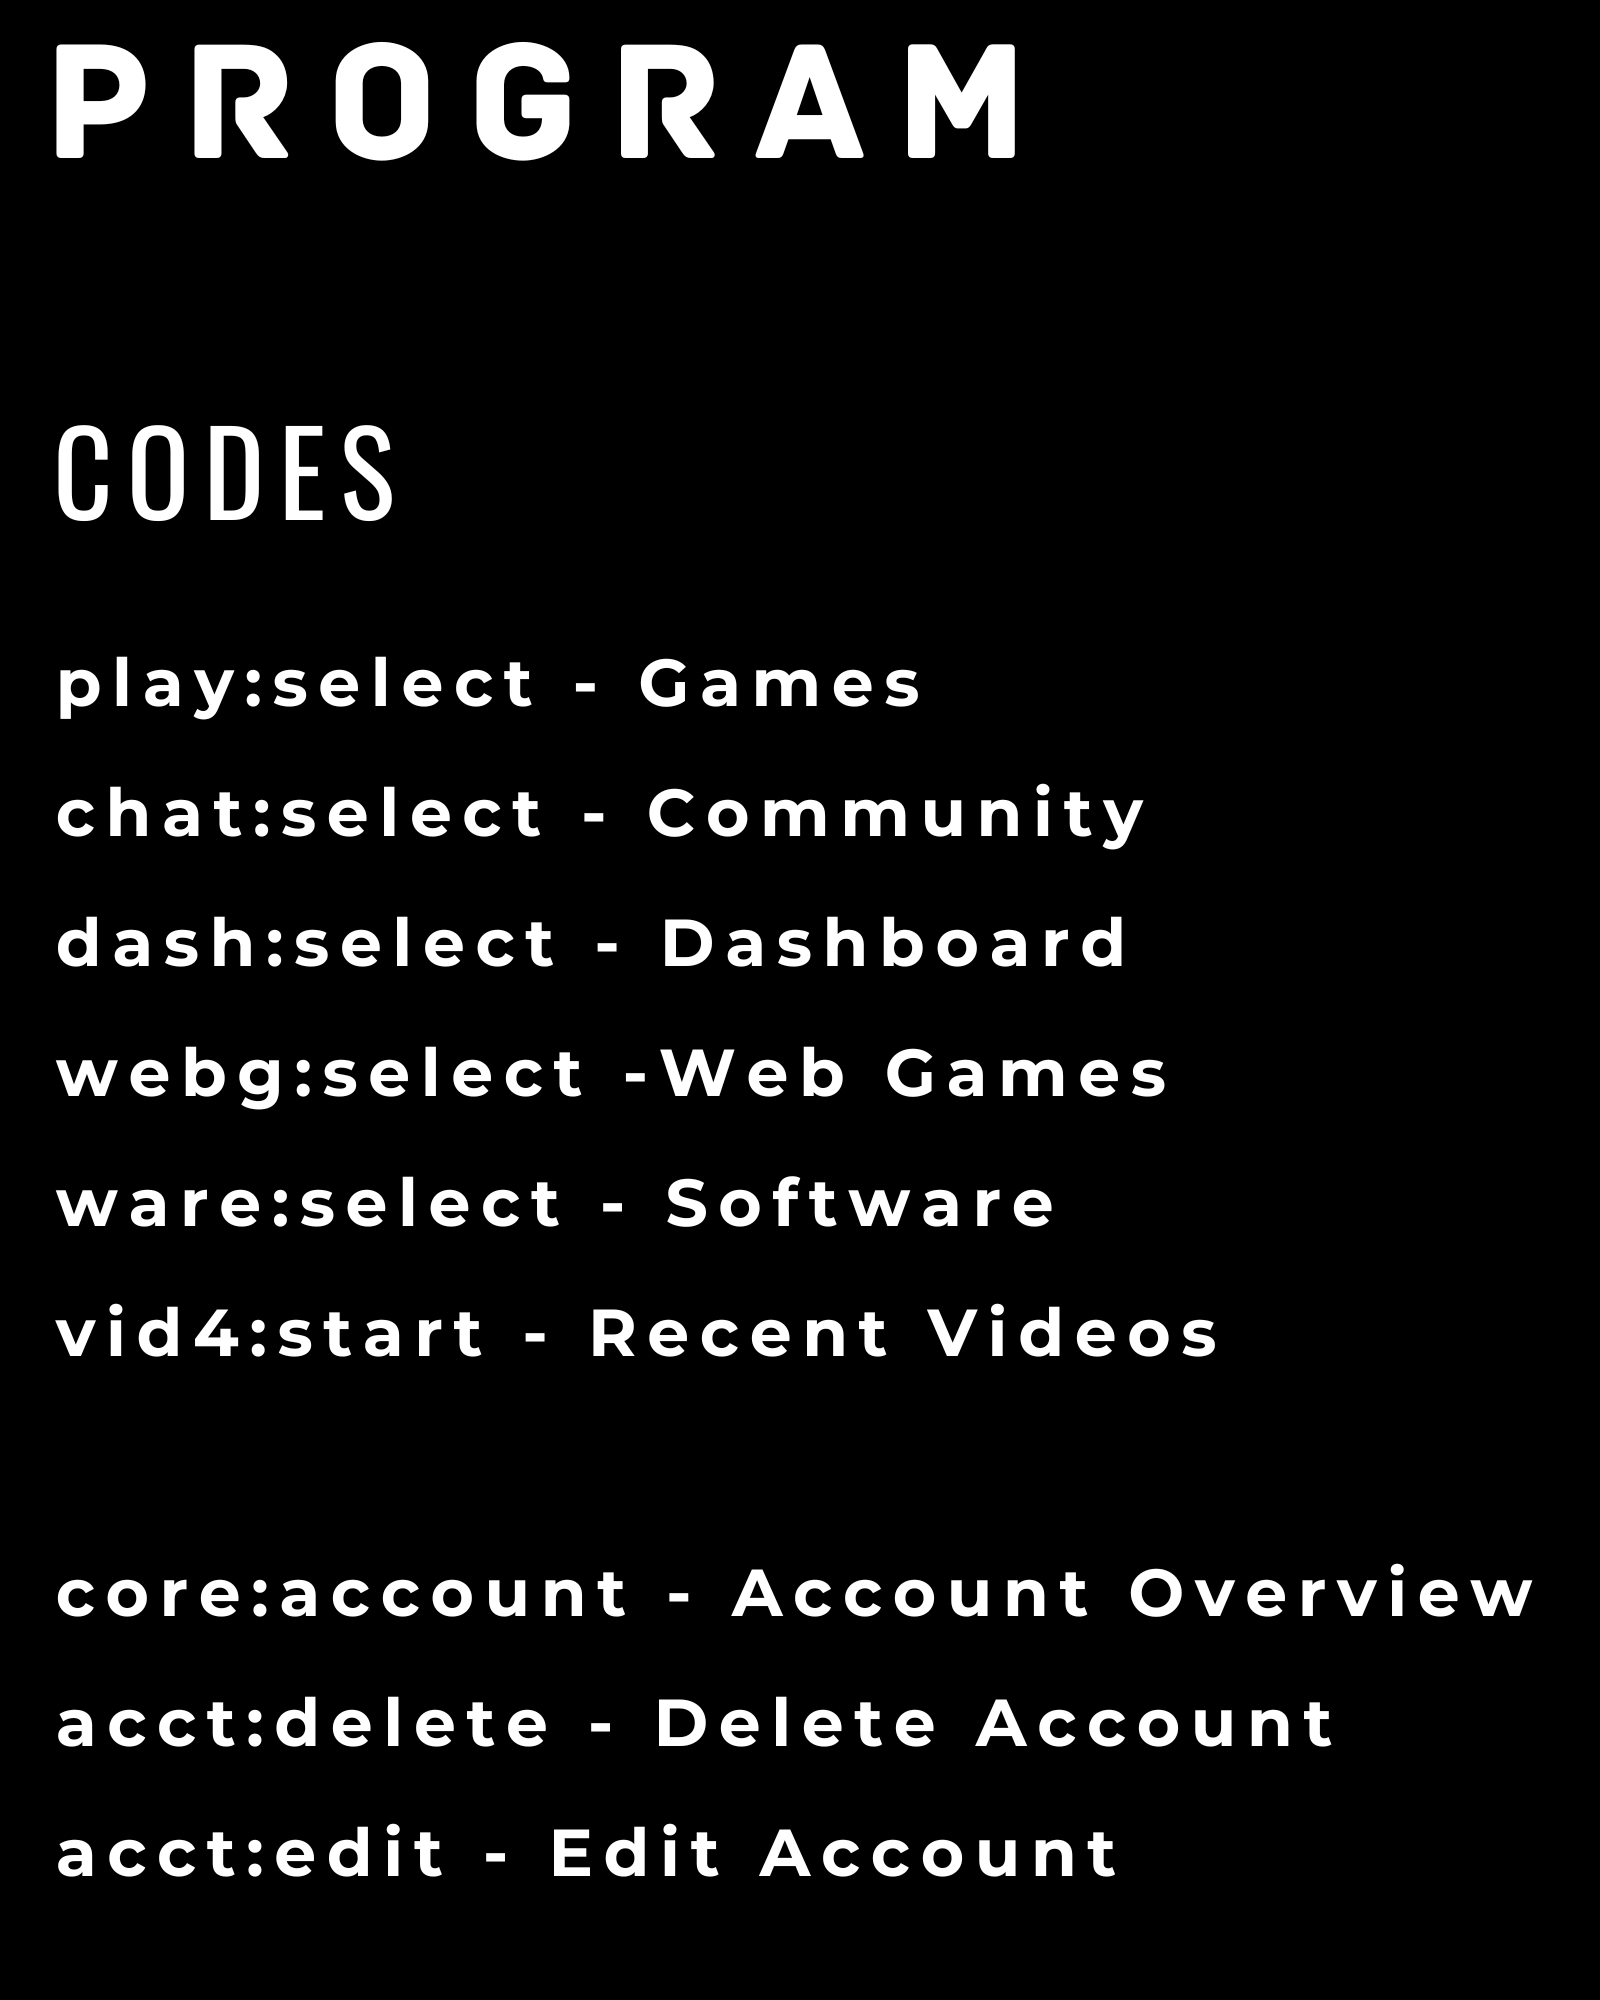 PROGRAM
CODES
play:select - Games
chat:select - Community
dash:select - Dashboard
webg:select -Web Games
ware:select - Software
vid4:start - Recent Videos
core:account - Account Overview
acct:delete - Delete Account
acct:edit - Edit Account